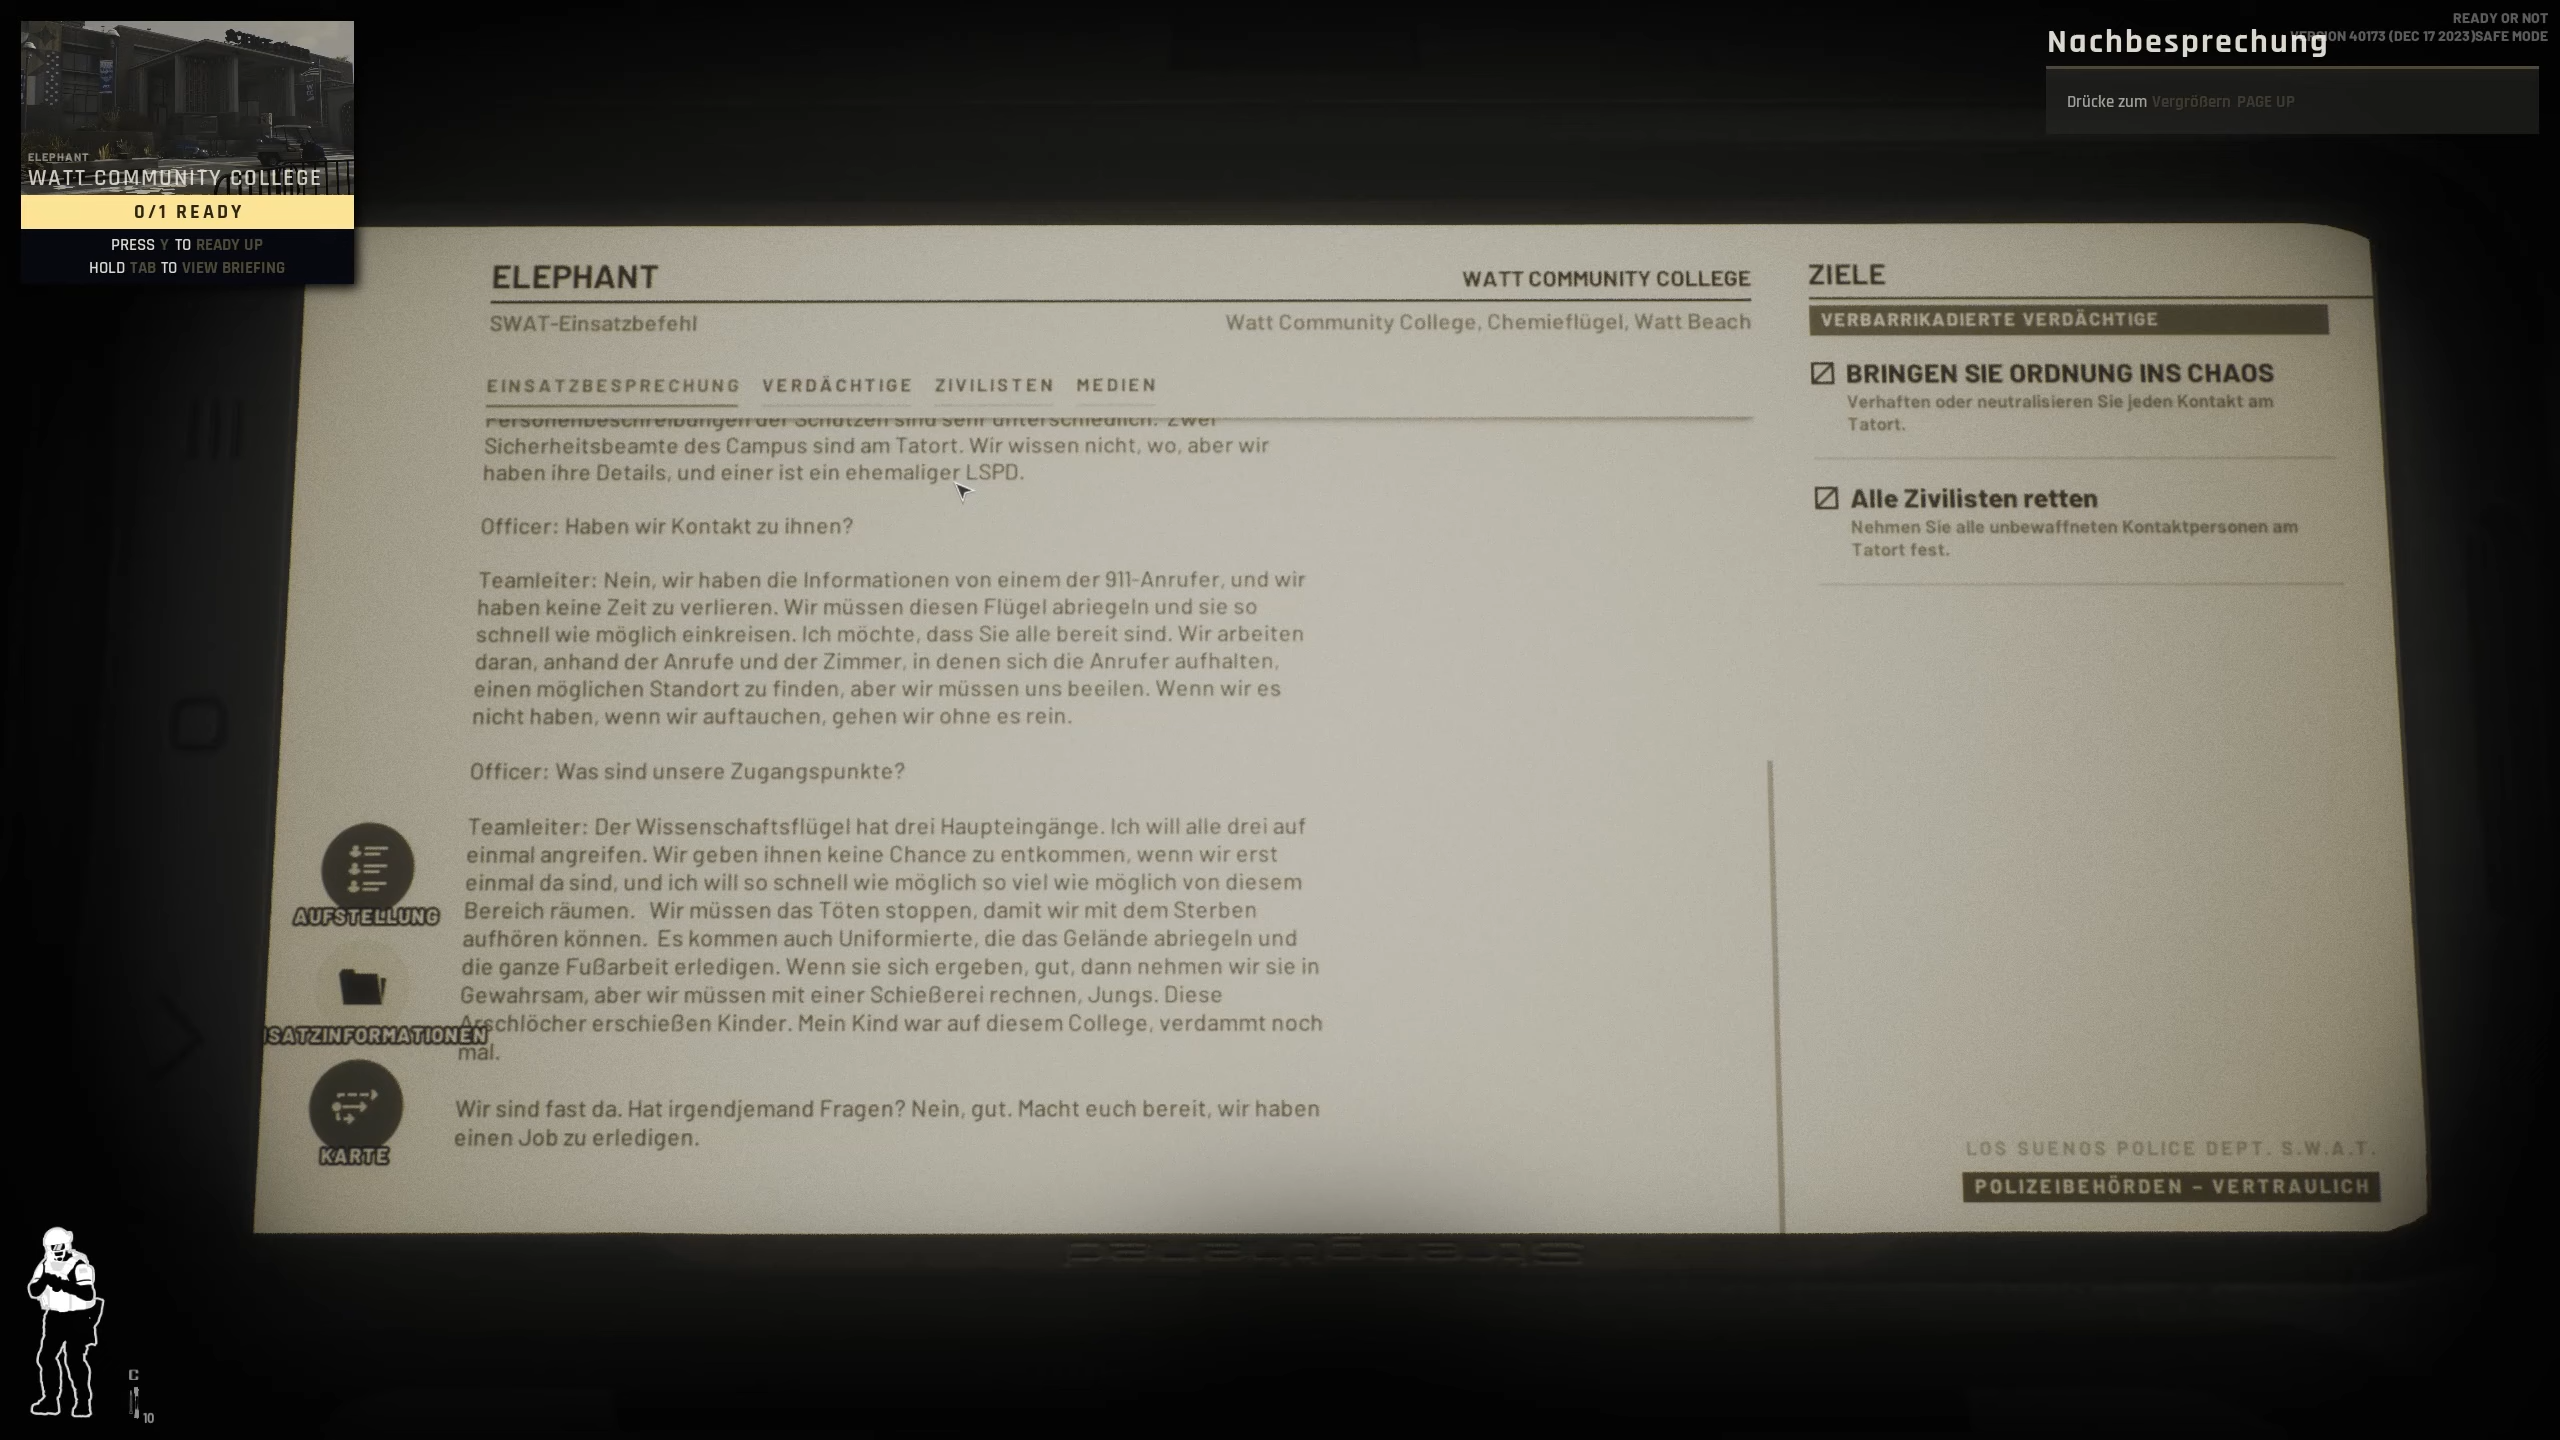 READY OR NOT
VERSION 40173 (DEC 17 2023)SAFE MODE
Nachbesprechung
Drücke zum Vergrößern PAGE UP
ELEPHANT
WATT COMMUNITY COLLEGE
0/1 READY
PRESS Y TO READY UP
HOLD TAB TO VIEW BRIEFING
ELEPHANT
WATT COMMUNITY COLLEGE
SWAT-Einsatzbefehl
Watt Community College, Chemieflügel, Watt Beach
EINSATZBESPRECHUNG VERDÄCHTIGE ZIVILISTEN MEDIEN
Personenbeschreibungen der Schützen sind sehr unterschiedlich. Zwei
Sicherheitsbeamte des Campus sind am Tatort. Wir wissen nicht, wo, aber wir
haben ihre Details, und einer ist ein ehemaliger LSPD.
Officer: Haben wir Kontakt zu ihnen?
Teamleiter: Nein, wir haben die Informationen von einem der 911-Anrufer, und wir
haben keine Zeit zu verlieren. Wir müssen diesen Flügel abriegeln und sie so
schnell wie möglich einkreisen. Ich möchte, dass Sie alle bereit sind. Wir arbeiten
daran, anhand der Anrufe und der Zimmer, in denen sich die Anrufer aufhalten,
einen möglichen Standort zu finden, aber wir müssen uns beeilen. Wenn wir es
nicht haben, wenn wir auftauchen, gehen wir ohne es rein.
Officer: Was sind unsere Zugangspunkte?
Teamleiter: Der Wissenschaftsflügel hat drei Haupteingänge. Ich will alle drei auf
einmal angreifen. Wir geben ihnen keine Chance zu entkommen, wenn wir erst
einmal da sind, und ich will so schnell wie möglich so viel wie möglich von diesem
Bereich räumen. Wir müssen das Töten stoppen, damit wir mit dem Sterben
aufhören können. Es kommen auch Uniformierte, die das Gelände abriegeln und
die ganze Fußarbeit erledigen. Wenn sie sich ergeben, gut, dann nehmen wir sie in
Gewahrsam, aber wir müssen mit einer Schießerei rechnen, Jungs. Diese
Arschlöcher erschießen Kinder. Mein Kind war auf diesem College, verdammt noch
mal.
Wir sind fast da. Hat irgendjemand Fragen? Nein, gut. Macht euch bereit, wir haben
einen Job zu erledigen.
AUFSTELLUNG
SATZINFORMATIONEN
KARTE
ZIELE
VERBARRIKADIERTE VERDÄCHTIGE
BRINGEN SIE ORDNUNG INS CHAOS
Verhaften oder neutralisieren Sie jeden Kontakt am
Tatort.
Alle Zivilisten retten
Nehmen Sie alle unbewaffneten Kontaktpersonen am
Tatort fest.
LOS SUENOS POLICE DEPT. S.W.A.T.
POLIZEIBEHÖRDEN – VERTRAULICH
C
10